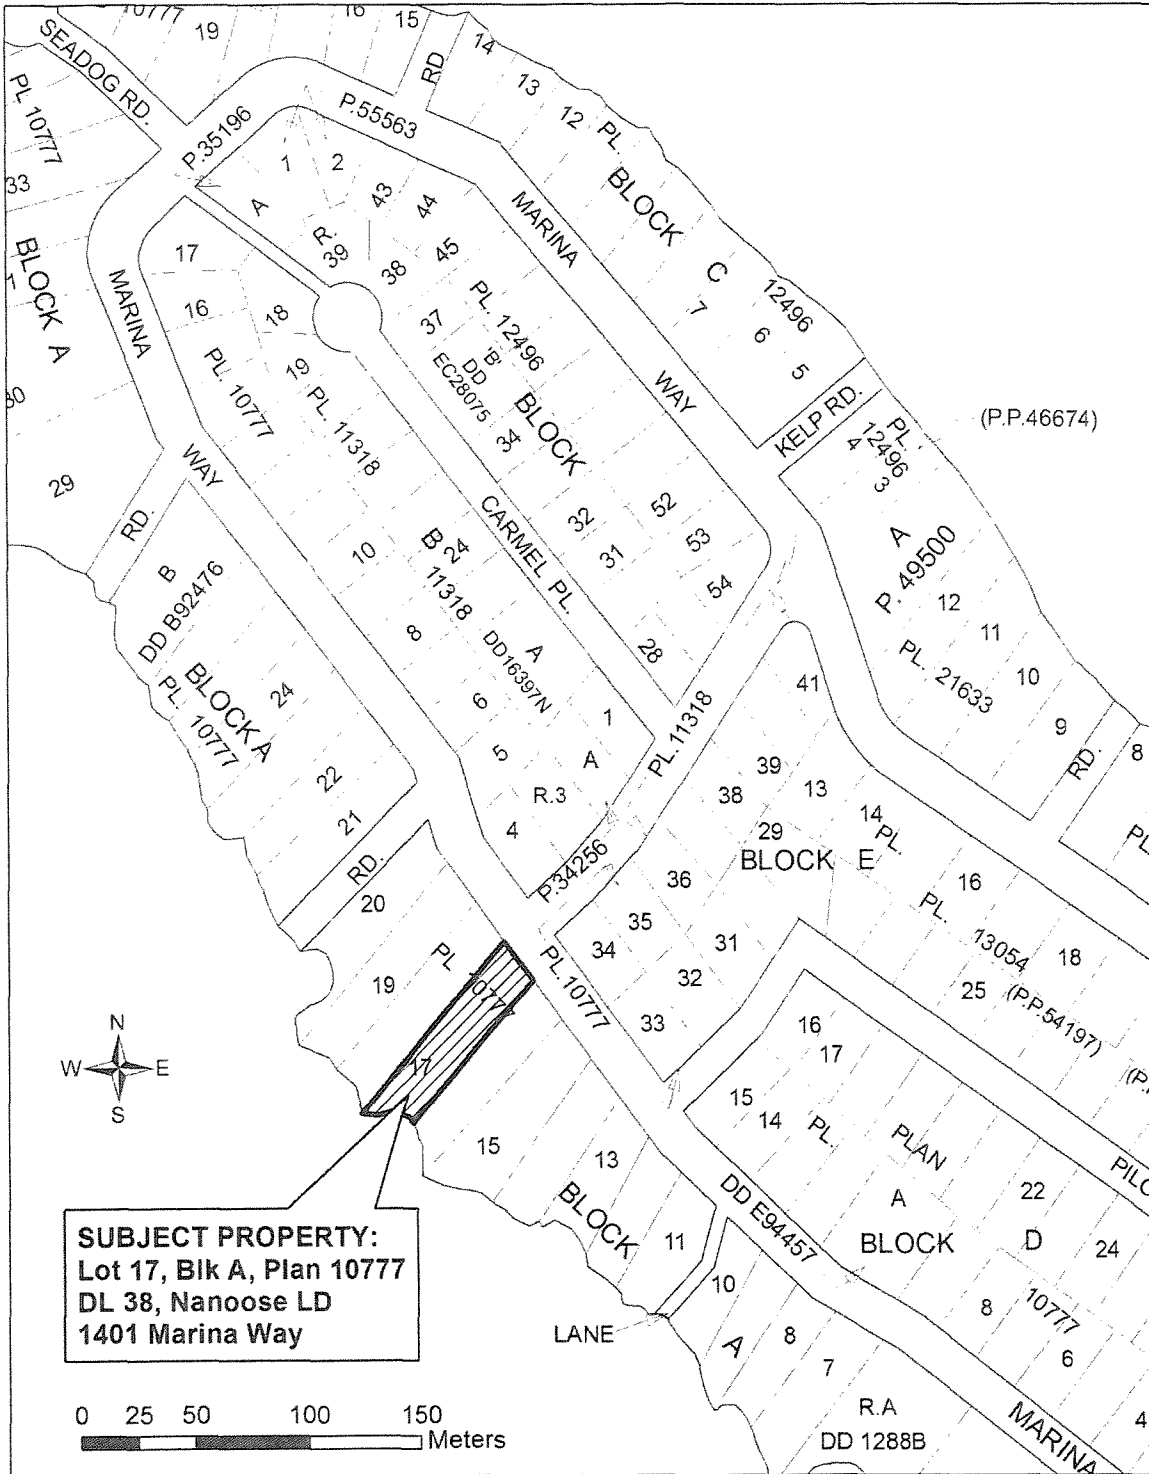 10777
19
16
15
14
13
12
PL.
RD
SEADOG RD.
PL 10777
33
P.35196
P.55563
1
2
43
44
A
R.
39
38
45
BLOCK
C
7
12496
6
5
MARINA
WAY
KELP RD.
(P.P.46674)
PL.
12496
4
3
A
P. 49500
12
11
10
9
PL. 21633
RD.
8
PL
BLOCK A
30
29
RD.
MARINA
WAY
17
16
18
19
PL. 10777
PL. 11318
37
PL. 12496
'B'
DD
EC28075
34
BLOCK
32
31
52
53
54
28
CARMEL PL.
10
B
24
11318
8
A
DD16397N
6
5
1
A
R.3
4
PL.11318
P.34256
B
DD B92476
BLOCK A
PL. 10777
24
22
21
RD.
20
19
PL 10777
17
PL.10777
41
39
38
13
29
14
PL.
BLOCK E
36
35
34
31
32
33
16
PL.
13054
18
25
(P.P.54197)
(P.
N
W
E
S
16
17
15
14
PL.
PLAN
A
BLOCK D
22
24
PILO
15
13
BLOCK
11
DD E94457
10
LANE
A
8
7
R.A
DD 1288B
8
10777
6
4
MARINA
SUBJECT PROPERTY:
Lot 17, Blk A, Plan 10777
DL 38, Nanoose LD
1401 Marina Way
0 25 50 100 150
Meters